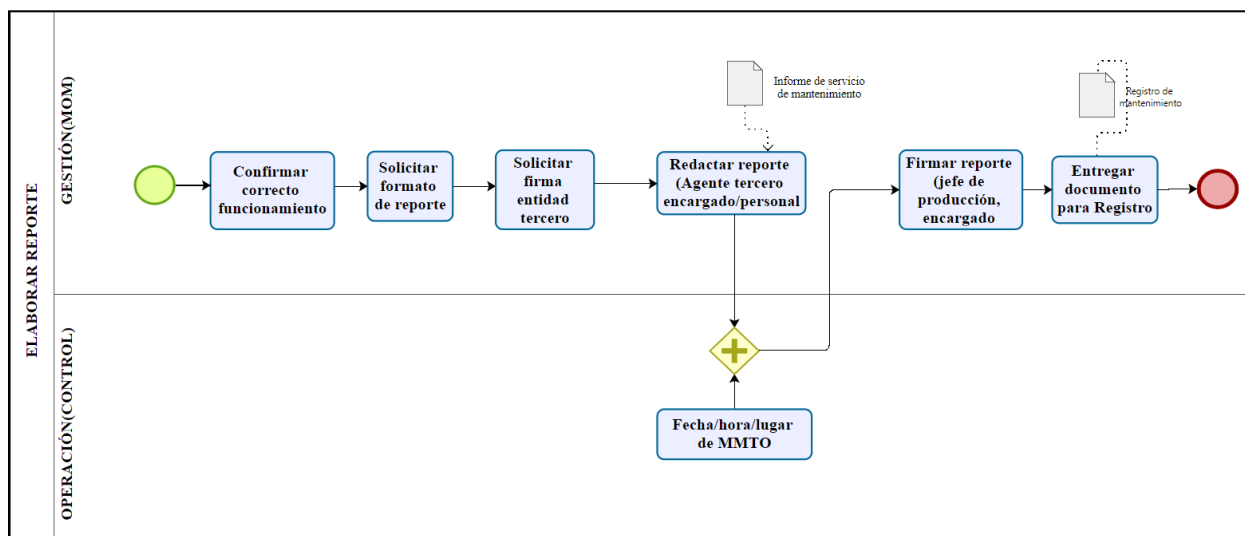 ELABORAR REPORTE
GESTIÓN(MOM)
Confirmar
correcto
funcionamiento
Solicitar
formato
de reporte
Solicitar
firma
entidad
tercero
Informe de servicio
de mantenimiento
Redactar reporte
(Agente tercero
encargado/personal
Firmar reporte
(jefe de
producción,
encargado
Registro de
mantenimiento
Entregar
documento
para Registro
OPERACIÓN(CONTROL)
Fecha/hora/lugar
de MMTO